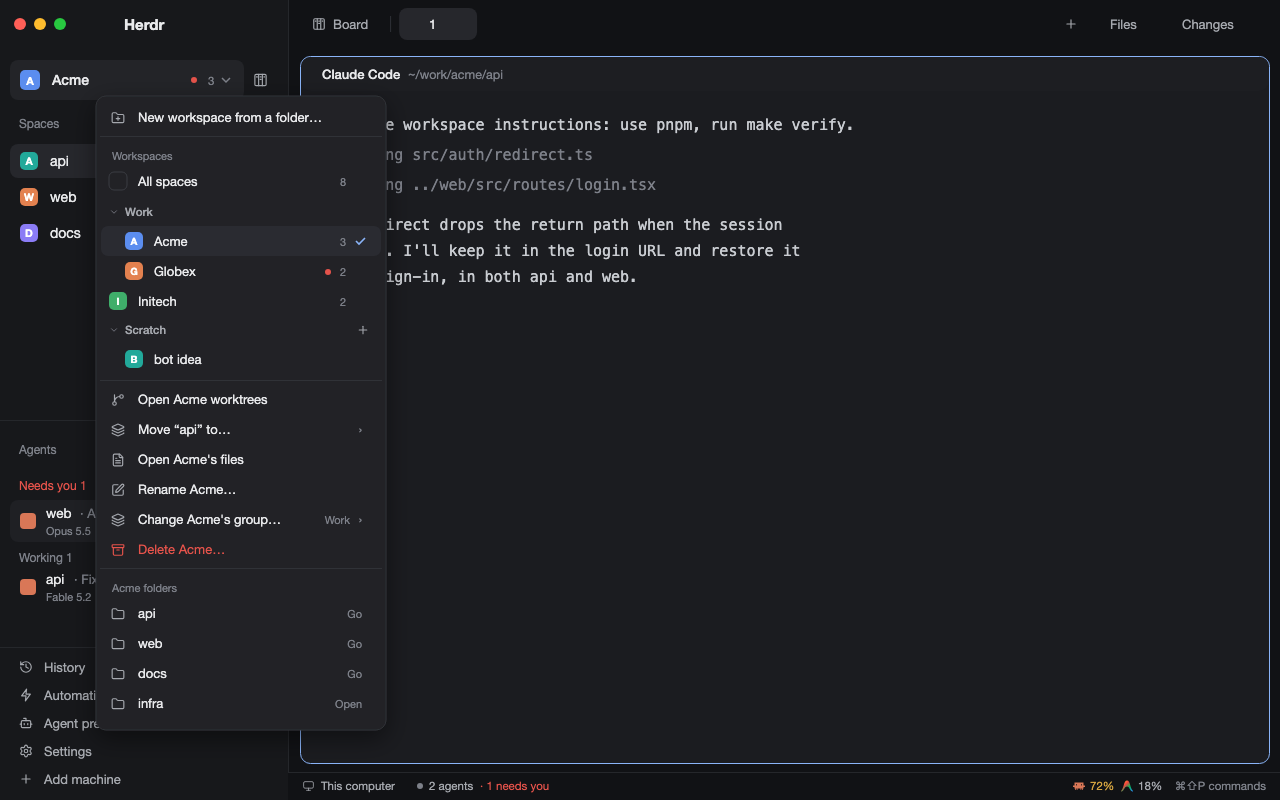 Herdr
Board
1
Files
Changes
A Acme 3
Claude Code ~/work/acme/api
Spaces
A api
W web
D docs
New workspace from a folder…
Workspaces
All spaces 8
Work
A Acme 3
G Globex 2
I Initech 2
Scratch
B bot idea
Open Acme worktrees
Move “api” to…
Open Acme's files
Rename Acme…
Change Acme's group… Work
Delete Acme…
Acme folders
api Go
web Go
docs Go
infra Open
workspace instructions: use pnpm, run make verify.
src/auth/redirect.ts
../web/src/routes/login.tsx
drops the return path when the session
. I'll keep it in the login URL and restore it
in both api and web.
Agents
Needs you 1
web ·
Opus 5.5
Working 1
api ·
Fable 5.2
History
Settings
Add machine
This computer
2 agents · 1 needs you
72% 18% ⌘⇧P commands